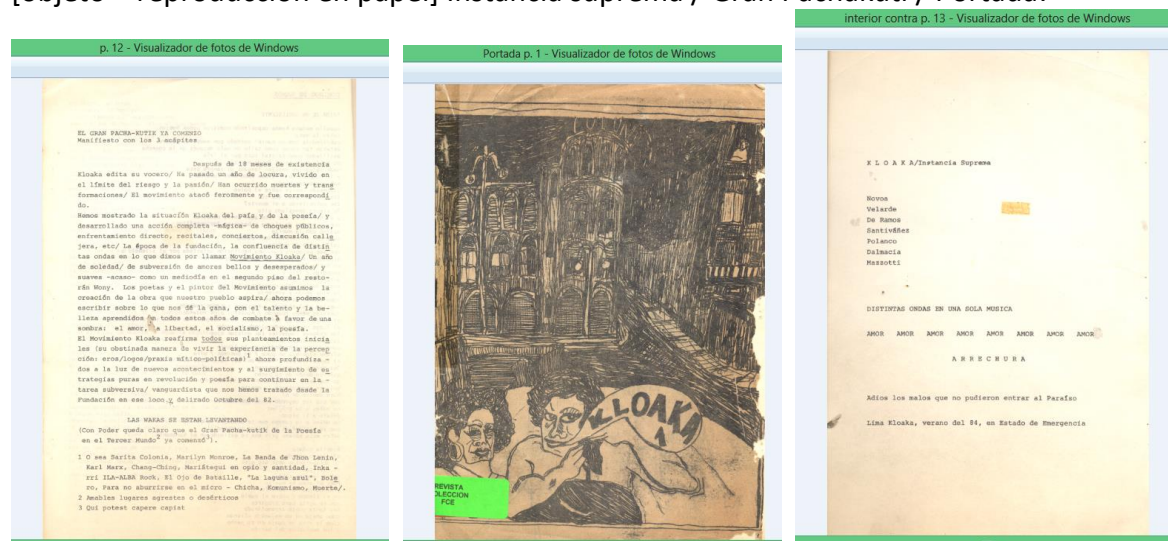 [objeto – reproducción en papel] Instancia Suprema / Gran Pachakuti / Portada.
p. 12 - Visualizador de fotos de Windows
EL GRAN PACHA-KUTIK YA COMENZO
Manifiesto con los 3 acápites
Después de 18 meses de existencia
Kloaka edita su vocero/ Ha pasado un año de locura, vivido en
el límite del riesgo y la pasión/ Han ocurrido muertes y trans
formaciones/ El movimiento atacó ferozmente y fue correspondi
do.
Hemos mostrado la situación Kloaka del país y de la poesía/ y
desarrollado una acción completa -mágica- de choques públicos,
enfrentamiento directo, recitales, conciertos, discusión calle
jera, etc/ La época de la fundación, la confluencia de distin
tas ondas en lo que dimos por llamar Movimiento Kloaka/ Un año
de soledad/ de subversión de amores bellos y desesperados/ y
suaves -acaso- como un mediodía en el segundo piso del resto-
rán Wony. Los poetas y el pintor del Movimiento asumimos la
creación de la obra que nuestro pueblo aspira/ ahora podemos
escribir sobre lo que nos dé la gana, con el talento y la be-
lleza aprendidos en todos estos años de combate a favor de una
sombra: el amor, la libertad, el socialismo, la poesía.
El Movimiento Kloaka reafirma todos sus planteamientos inicia
les (su obstinada manera de vivir la experiencia de la percep
ción: eros/logos/praxis mítico-políticas)1 ahora profundiza -
dos a la luz de nuevos acontecimientos y el surgimiento de es
trategias puras en revolución y poesía para continuar en la -
tarea subversiva/ vanguardista que nos hemos trazado desde la
Fundación en ese loco y delirado Octubre del 82.
LAS WAKAS SE ESTAN LEVANTANDO
(Con Poder queda claro que el Gran Pacha-kutik de la Poesía
en el Tercer Mundo2 ya comenzó3).
1 O sea Sarita Colonia, Marilyn Monroe, La Banda de Jhon Lenin,
Karl Marx, Chang-Ching, Mariátegui en opio y santidad, Inka -
rri ILA-ALBA Rock, El Ojo de Bataille, "La laguna azul", Bole
ro, Para no aburrirse en el micro - Chicha, Komunismo, Muerte/.
2 Amables lugares agrestes o desérticos
3 Qui potest capere capiat
Portada p. 1 - Visualizador de fotos de Windows
KLOAKA
1
REVISTA
COLECCION
FCE
interior contra p. 13 - Visualizador de fotos de Windows
K L O A K A/Instancia Suprema
Novoa
Velarde
De Ramos
Santiváñez
Polanco
Dalmacia
Mazzotti
DISTINTAS ONDAS EN UNA SOLA MUSICA
AMOR AMOR AMOR AMOR AMOR AMOR AMOR AMOR
A R R E C H U R A
Adios los malos que no pudieron entrar al Paraíso
Lima Kloaka, verano del 84, en Estado de Emergencia